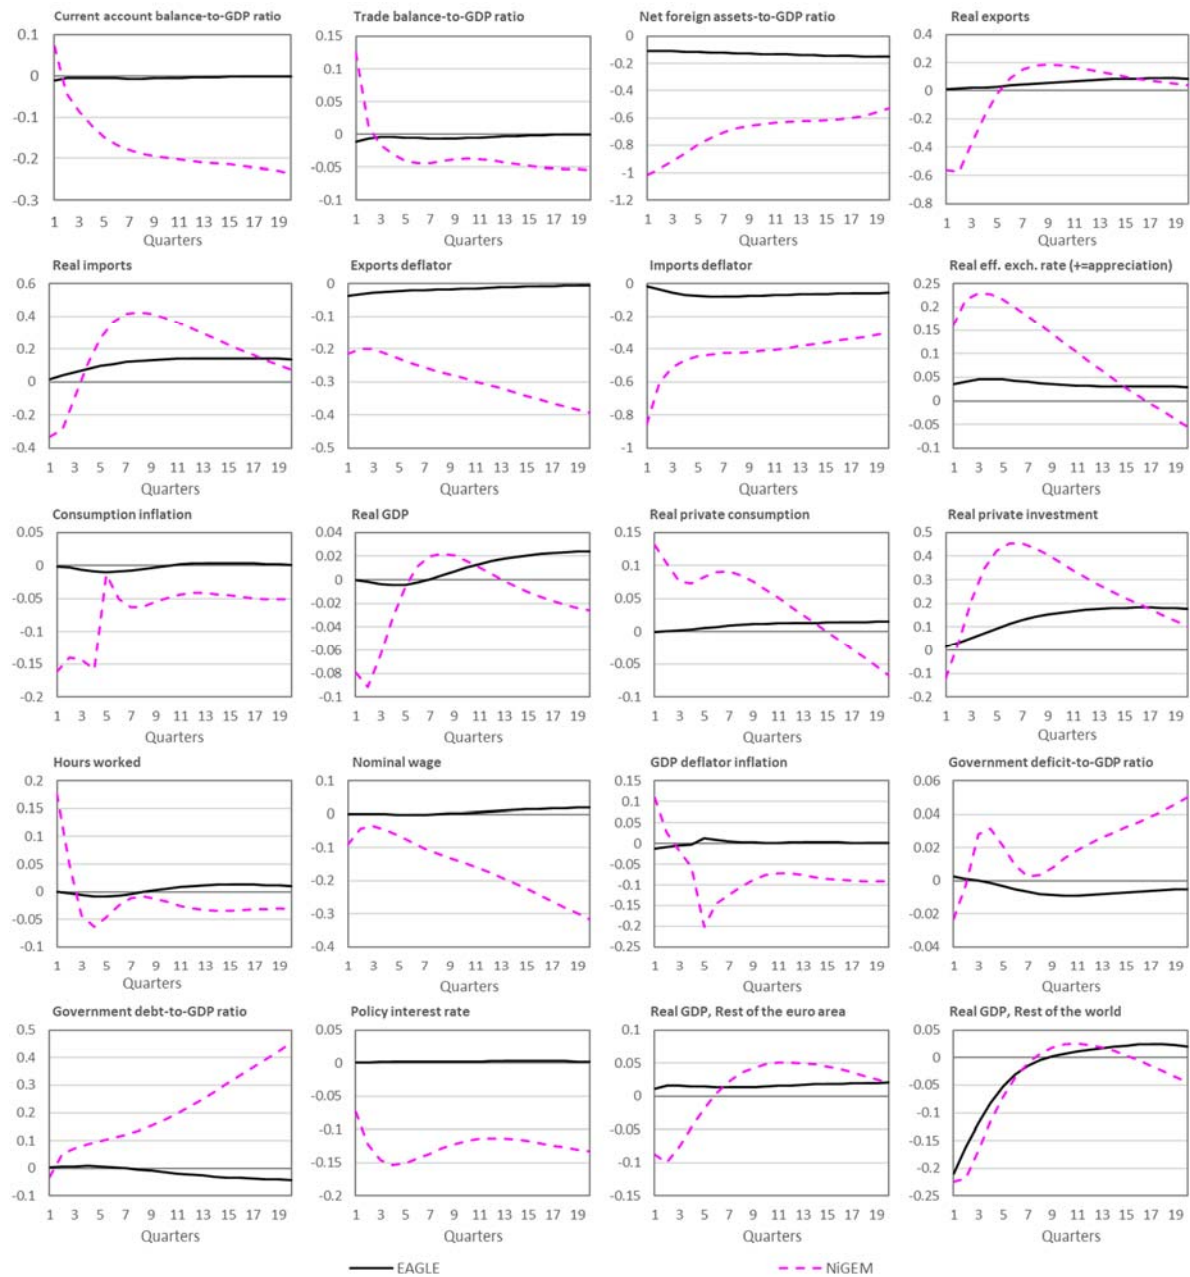 Current account balance-to-GDP ratio
0.1
0
-0.1
-0.2
-0.3
1 3 5 7 9 11 13 15 17 19
Quarters
Trade balance-to-GDP ratio
0.15
0.1
0.05
0
-0.05
-0.1
1 3 5 7 9 11 13 15 17 19
Quarters
Net foreign assets-to-GDP ratio
0
-0.2
-0.4
-0.6
-0.8
-1
-1.2
1 3 5 7 9 11 13 15 17 19
Quarters
Real exports
0.4
0.2
0
-0.2
-0.4
-0.6
-0.8
1 3 5 7 9 11 13 15 17 19
Quarters
Real imports
0.6
0.4
0.2
0
-0.2
-0.4
1 3 5 7 9 11 13 15 17 19
Quarters
Exports deflator
0
-0.1
-0.2
-0.3
-0.4
-0.5
1 3 5 7 9 11 13 15 17 19
Quarters
Imports deflator
0
-0.2
-0.4
-0.6
-0.8
-1
1 3 5 7 9 11 13 15 17 19
Quarters
Real eff. exch. rate (+=appreciation)
0.25
0.2
0.15
0.1
0.05
0
0.05
-0.1
1 3 5 7 9 11 13 15 17 19
Quarters
Consumption inflation
0.05
0
-0.05
-0.1
-0.15
-0.2
1 3 5 7 9 11 13 15 17 19
Quarters
Real GDP
0.04
0.02
0
-0.02
-0.04
-0.06
-0.08
-0.1
1 3 5 7 9 11 13 15 17 19
Quarters
Real private consumption
0.15
0.1
0.05
0
-0.05
-0.1
1 3 5 7 9 11 13 15 17 19
Quarters
Real private investment
0.5
0.4
0.3
0.2
0.1
0
-0.1
-0.2
1 3 5 7 9 11 13 15 17 19
Quarters
Hours worked
0.2
0.15
0.1
0.05
0
-0.05
-0.1
1 3 5 7 9 11 13 15 17 19
Quarters
Nominal wage
0.1
0
-0.1
-0.2
-0.3
-0.4
1 3 5 7 9 11 13 15 17 19
Quarters
GDP deflator inflation
0.15
0.1
0.05
0
-0.05
-0.1
-0.15
-0.2
-0.25
1 3 5 7 9 11 13 15 17 19
Quarters
Government deficit-to-GDP ratio
0.06
0.04
0.02
0
-0.02
-0.04
1 3 5 7 9 11 13 15 17 19
Quarters
Government debt-to-GDP ratio
0.5
0.4
0.3
0.2
0.1
0
-0.1
1 3 5 7 9 11 13 15 17 19
Quarters
Policy interest rate
0.05
0
-0.05
-0.1
-0.15
-0.2
1 3 5 7 9 11 13 15 17 19
Quarters
Real GDP, Rest of the euro area
0.1
0.05
0
-0.05
-0.1
-0.15
1 3 5 7 9 11 13 15 17 19
Quarters
Real GDP, Rest of the world
0.05
0
-0.05
-0.1
-0.15
-0.2
-0.25
1 3 5 7 9 11 13 15 17 19
Quarters
EAGLE
NiGEM